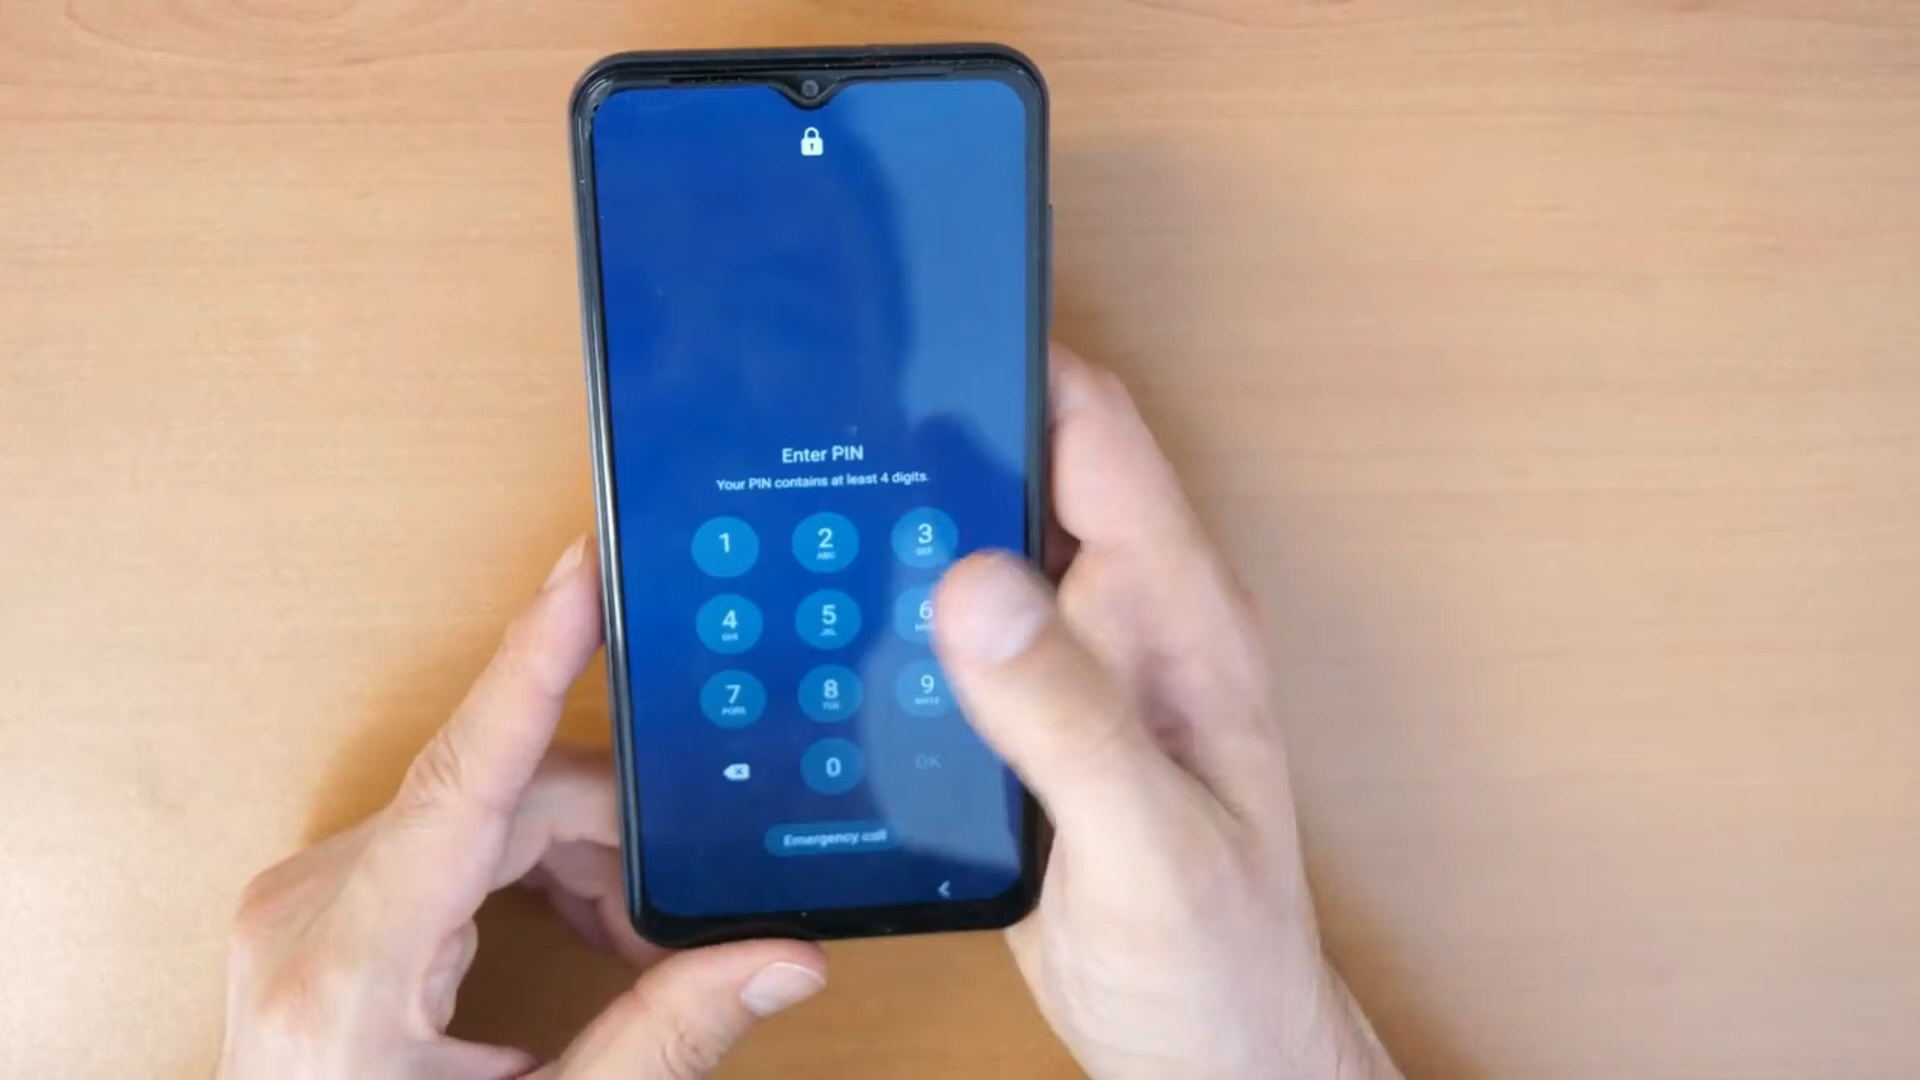 Enter PIN
Your PIN contains at least 4 digits.
1 2 3
ABC DEF
4 5 6
GHI JKL
7 8 9
PQRS TUV WXYZ
0 OK
Emergency call